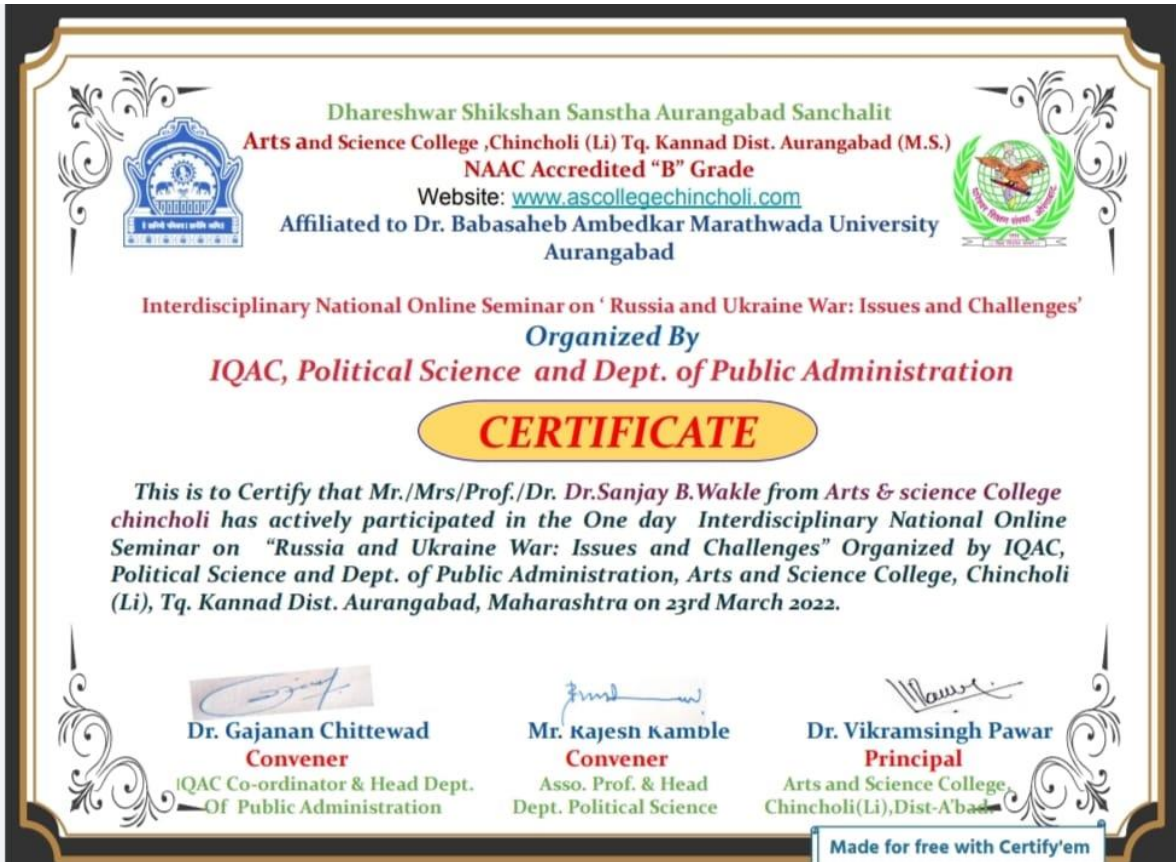 Dhareshwar Shikshan Sanstha Aurangabad Sanchalit
Arts and Science College ,Chincholi (Li) Tq. Kannad Dist. Aurangabad (M.S.)
NAAC Accredited “B” Grade
Website: www.ascollegechincholi.com
Affiliated to Dr. Babasaheb Ambedkar Marathwada University
Aurangabad
Interdisciplinary National Online Seminar on ‘ Russia and Ukraine War: Issues and Challenges’
Organized By
IQAC, Political Science and Dept. of Public Administration
CERTIFICATE
This is to Certify that Mr./Mrs/Prof./Dr. Dr.Sanjay B.Wakle from Arts & science College
chincholi has actively participated in the One day Interdisciplinary National Online
Seminar on “Russia and Ukraine War: Issues and Challenges” Organized by IQAC,
Political Science and Dept. of Public Administration, Arts and Science College, Chincholi
(Li), Tq. Kannad Dist. Aurangabad, Maharashtra on 23rd March 2022.
Dr. Gajanan Chittewad
Convener
IQAC Co-ordinator & Head Dept.
Of Public Administration
Mr. Rajesh Kamble
Convener
Asso. Prof. & Head
Dept. Political Science
Dr. Vikramsingh Pawar
Principal
Arts and Science College,
Chincholi(Li),Dist-A'bad.
Made for free with Certify'em